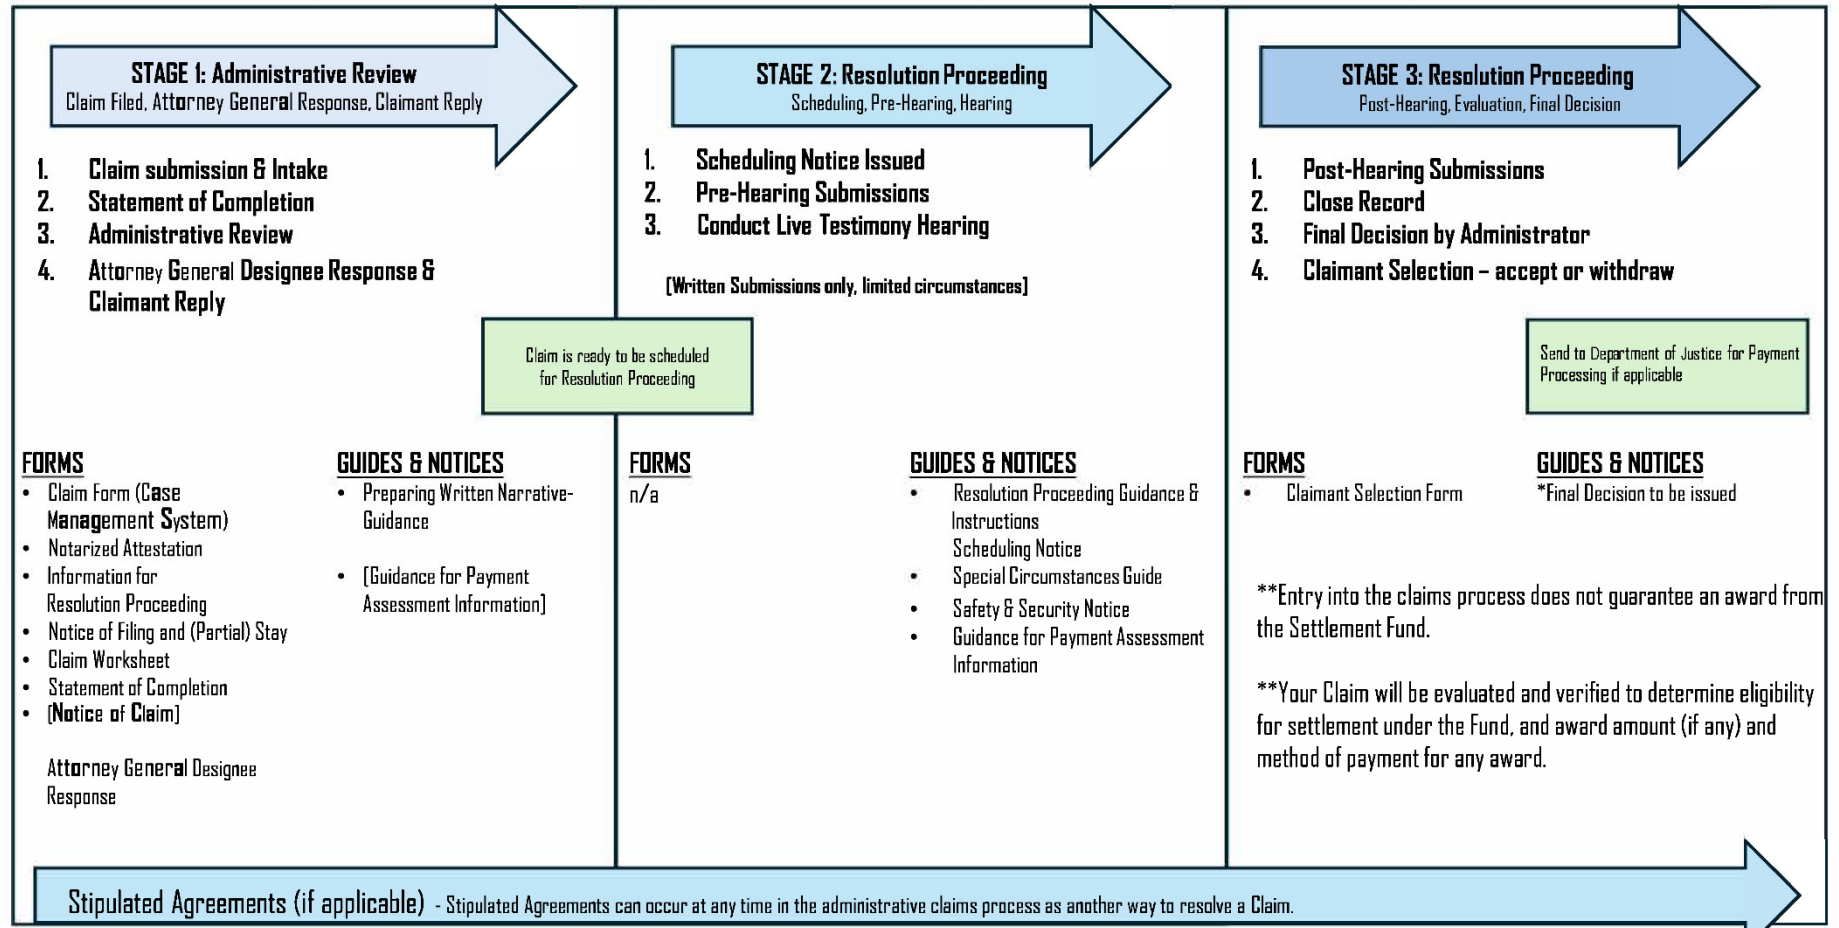 STAGE 1: Administrative Review
Claim Filed, Attorney General Response, Claimant Reply
1. Claim submission & Intake
2. Statement of Completion
3. Administrative Review
4. Attorney General Designee Response &
Claimant Reply
STAGE 2: Resolution Proceeding
Scheduling, Pre-Hearing, Hearing
1. Scheduling Notice Issued
2. Pre-Hearing Submissions
3. Conduct Live Testimony Hearing
[Written Submissions only, limited circumstances]
STAGE 3: Resolution Proceeding
Post-Hearing, Evaluation, Final Decision
1. Post-Hearing Submissions
2. Close Record
3. Final Decision by Administrator
4. Claimant Selection – accept or withdraw
Claim is ready to be scheduled
for Resolution Proceeding
Send to Department of Justice for Payment
Processing if applicable
FORMS
• Claim Form (Case
Management System)
• Notarized Attestation
• Information for
Resolution Proceeding
• Notice of Filing and (Partial) Stay
• Claim Worksheet
• Statement of Completion
• [Notice of Claim]
Attorney General Designee
Response
GUIDES & NOTICES
• Preparing Written Narrative-
Guidance
• [Guidance for Payment
Assessment Information]
FORMS
n/a
GUIDES & NOTICES
• Resolution Proceeding Guidance &
Instructions
Scheduling Notice
• Special Circumstances Guide
• Safety & Security Notice
• Guidance for Payment Assessment
Information
FORMS
• Claimant Selection Form
GUIDES & NOTICES
*Final Decision to be issued
**Entry into the claims process does not guarantee an award from
the Settlement Fund.
**Your Claim will be evaluated and verified to determine eligibility
for settlement under the Fund, and award amount (if any) and
method of payment for any award.
Stipulated Agreements (if applicable) - Stipulated Agreements can occur at any time in the administrative claims process as another way to resolve a Claim.